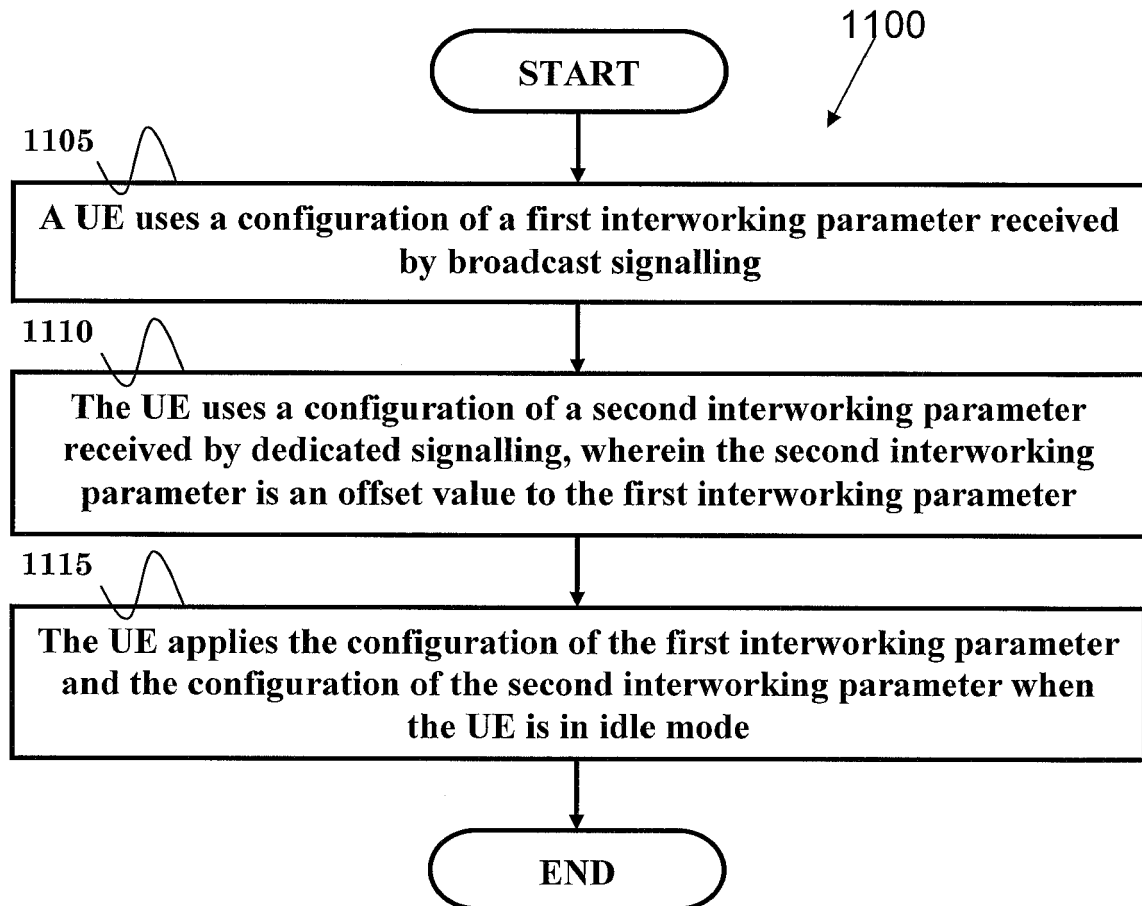 1100
START
1105
A UE uses a configuration of a first interworking parameter received
by broadcast signalling
1110
The UE uses a configuration of a second interworking parameter
received by dedicated signalling, wherein the second interworking
parameter is an offset value to the first interworking parameter
1115
The UE applies the configuration of the first interworking parameter
and the configuration of the second interworking parameter when
the UE is in idle mode
END